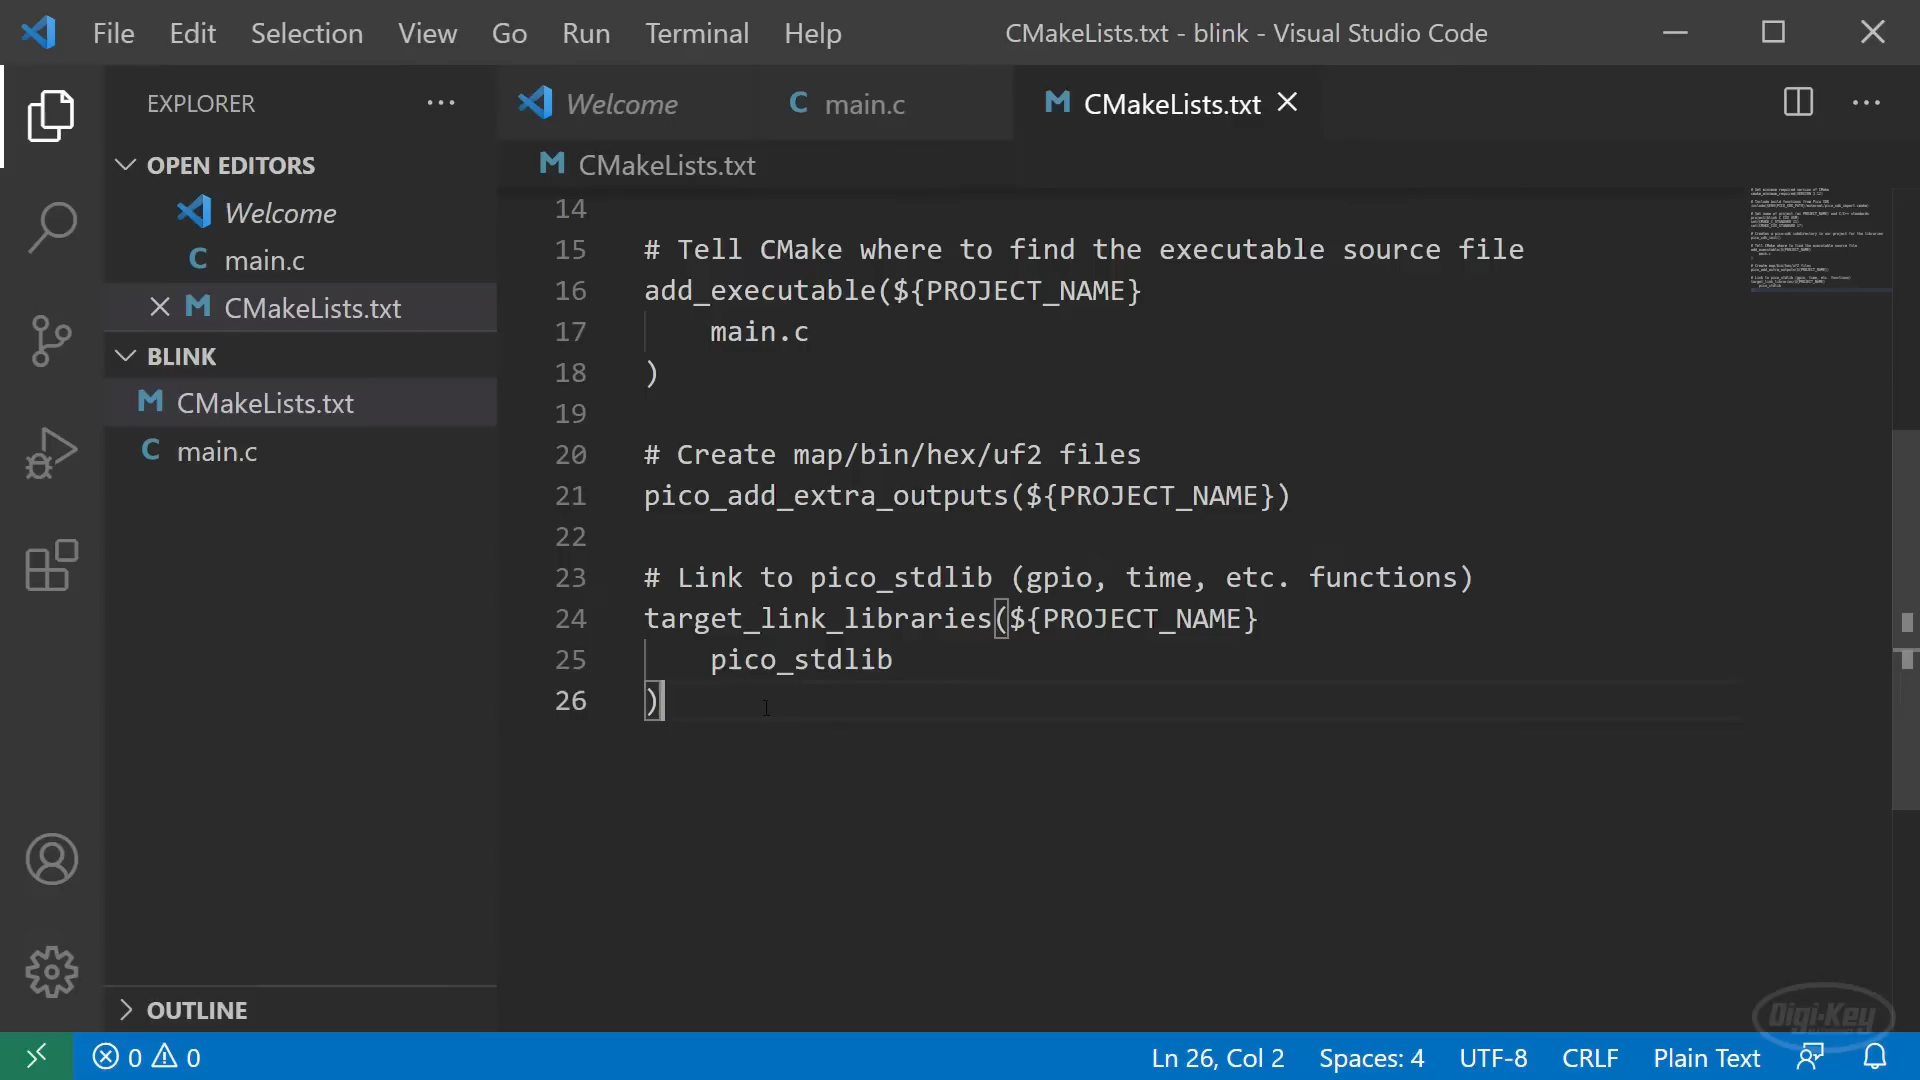 File Edit Selection View Go Run Terminal Help CMakeLists.txt - blink - Visual Studio Code
EXPLORER
Welcome main.c CMakeLists.txt
OPEN EDITORS
CMakeLists.txt
Welcome
main.c
CMakeLists.txt
BLINK
CMakeLists.txt
main.c
14
15 # Tell CMake where to find the executable source file
16 add_executable(${PROJECT_NAME}
17 main.c
18 )
19
20 # Create map/bin/hex/uf2 files
21 pico_add_extra_outputs(${PROJECT_NAME})
22
23 # Link to pico_stdlib (gpio, time, etc. functions)
24 target_link_libraries(${PROJECT_NAME}
25 pico_stdlib
26 )
OUTLINE
Digi-Key
0 0 Ln 26, Col 2 Spaces: 4 UTF-8 CRLF Plain Text